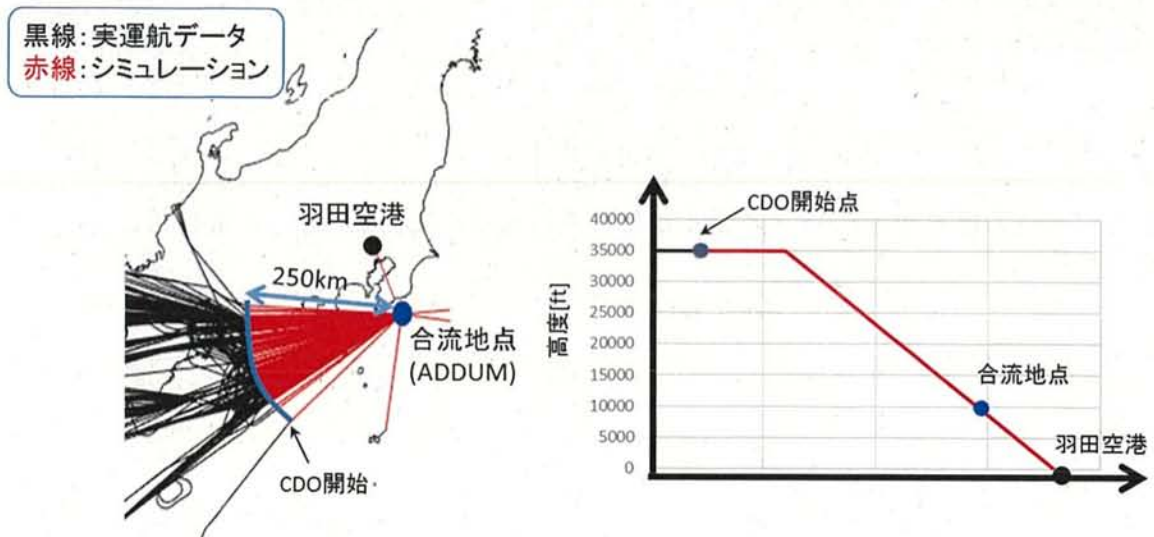 黒線：実運航データ
赤線：シミュレーション
羽田空港
250km
合流地点
(ADDUM)
CDO開始
高度[ft]
40000
35000
30000
25000
20000
15000
10000
5000
0
CDO開始点
合流地点
羽田空港